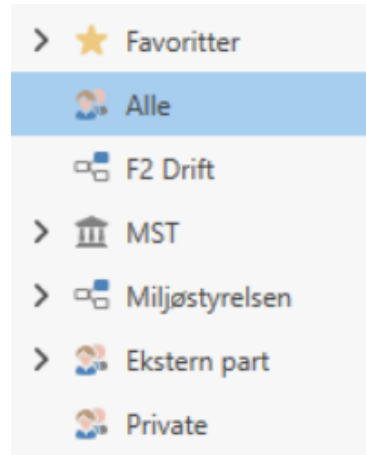 Favoritter
Alle
F2 Drift
MST
Miljøstyrelsen
Ekstern part
Private